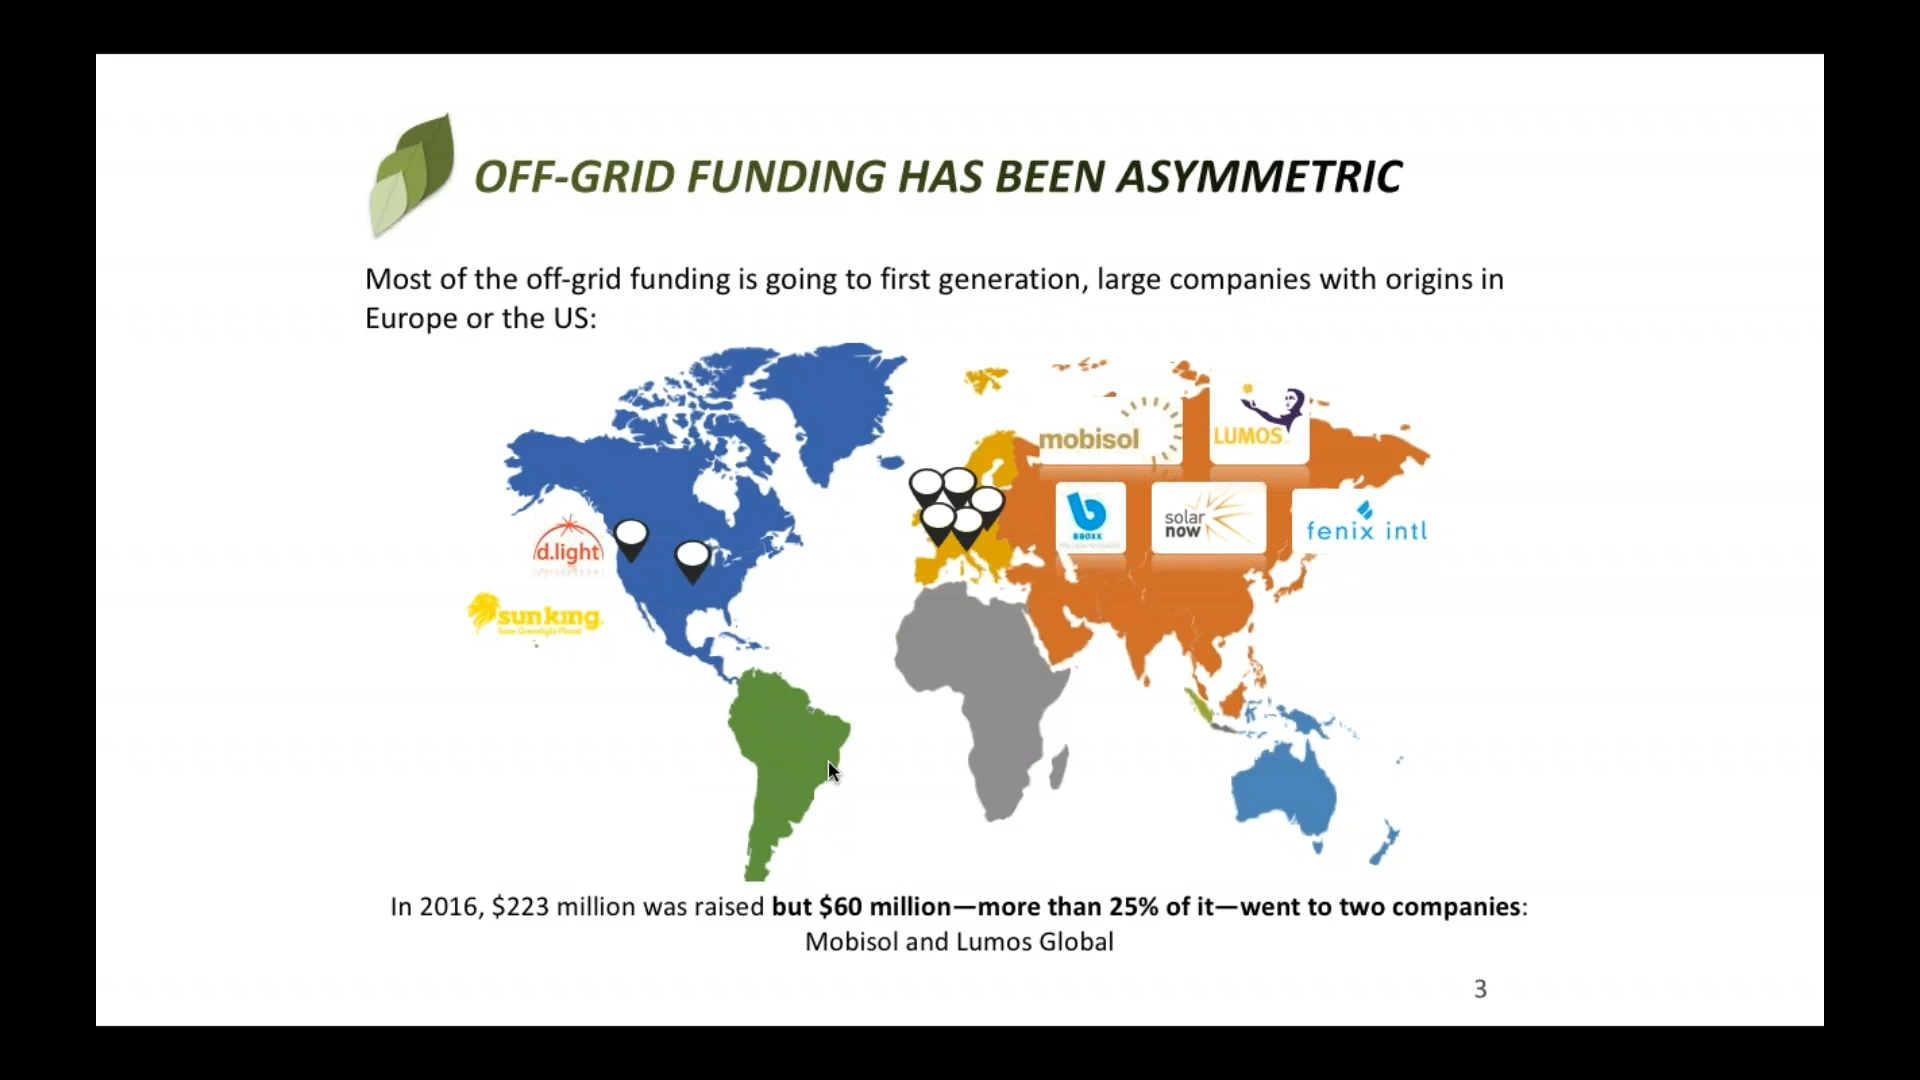 OFF-GRID FUNDING HAS BEEN ASYMMETRIC
Most of the off-grid funding is going to first generation, large companies with origins in
Europe or the US:
mobisol
LUMOS
BBOXX
solar
now
fenix intl
d.light
sun king.
from Greenlight Planet
In 2016, $223 million was raised but $60 million—more than 25% of it—went to two companies:
Mobisol and Lumos Global
3